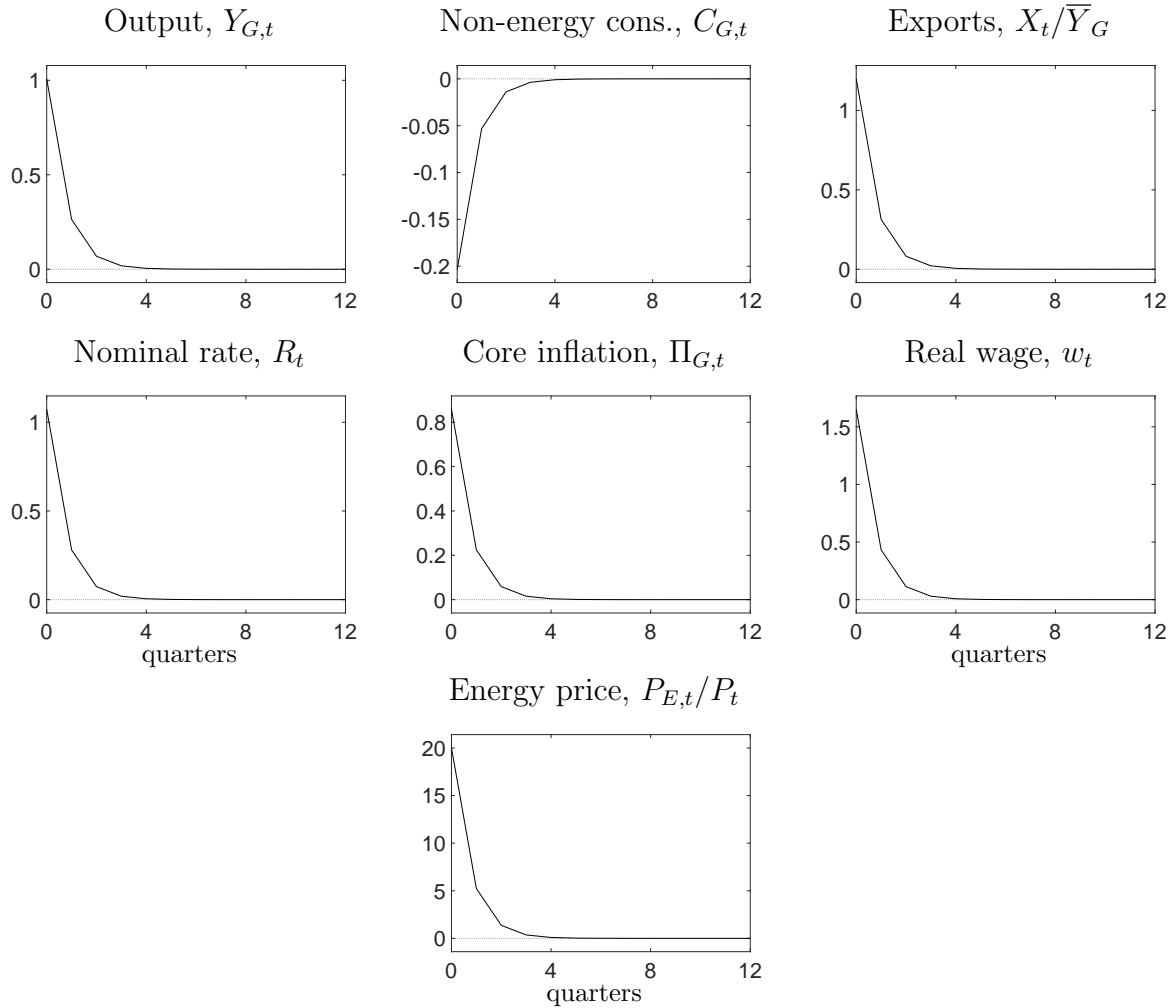 Output, Y_{G,t}
Non-energy cons., C_{G,t}
Exports, X_t/\overline{Y}_G
1
0.5
0
0 4 8 12
0
-0.05
-0.1
-0.15
-0.2
0 4 8 12
1
0.5
0
0 4 8 12
Nominal rate, R_t
Core inflation, Π_{G,t}
Real wage, w_t
1
0.5
0
0 4 8 12
quarters
0.8
0.6
0.4
0.2
0
0 4 8 12
1.5
1
0.5
0
0 4 8 12
quarters
Energy price, P_{E,t}/P_t
20
15
10
5
0
0 4 8 12
quarters